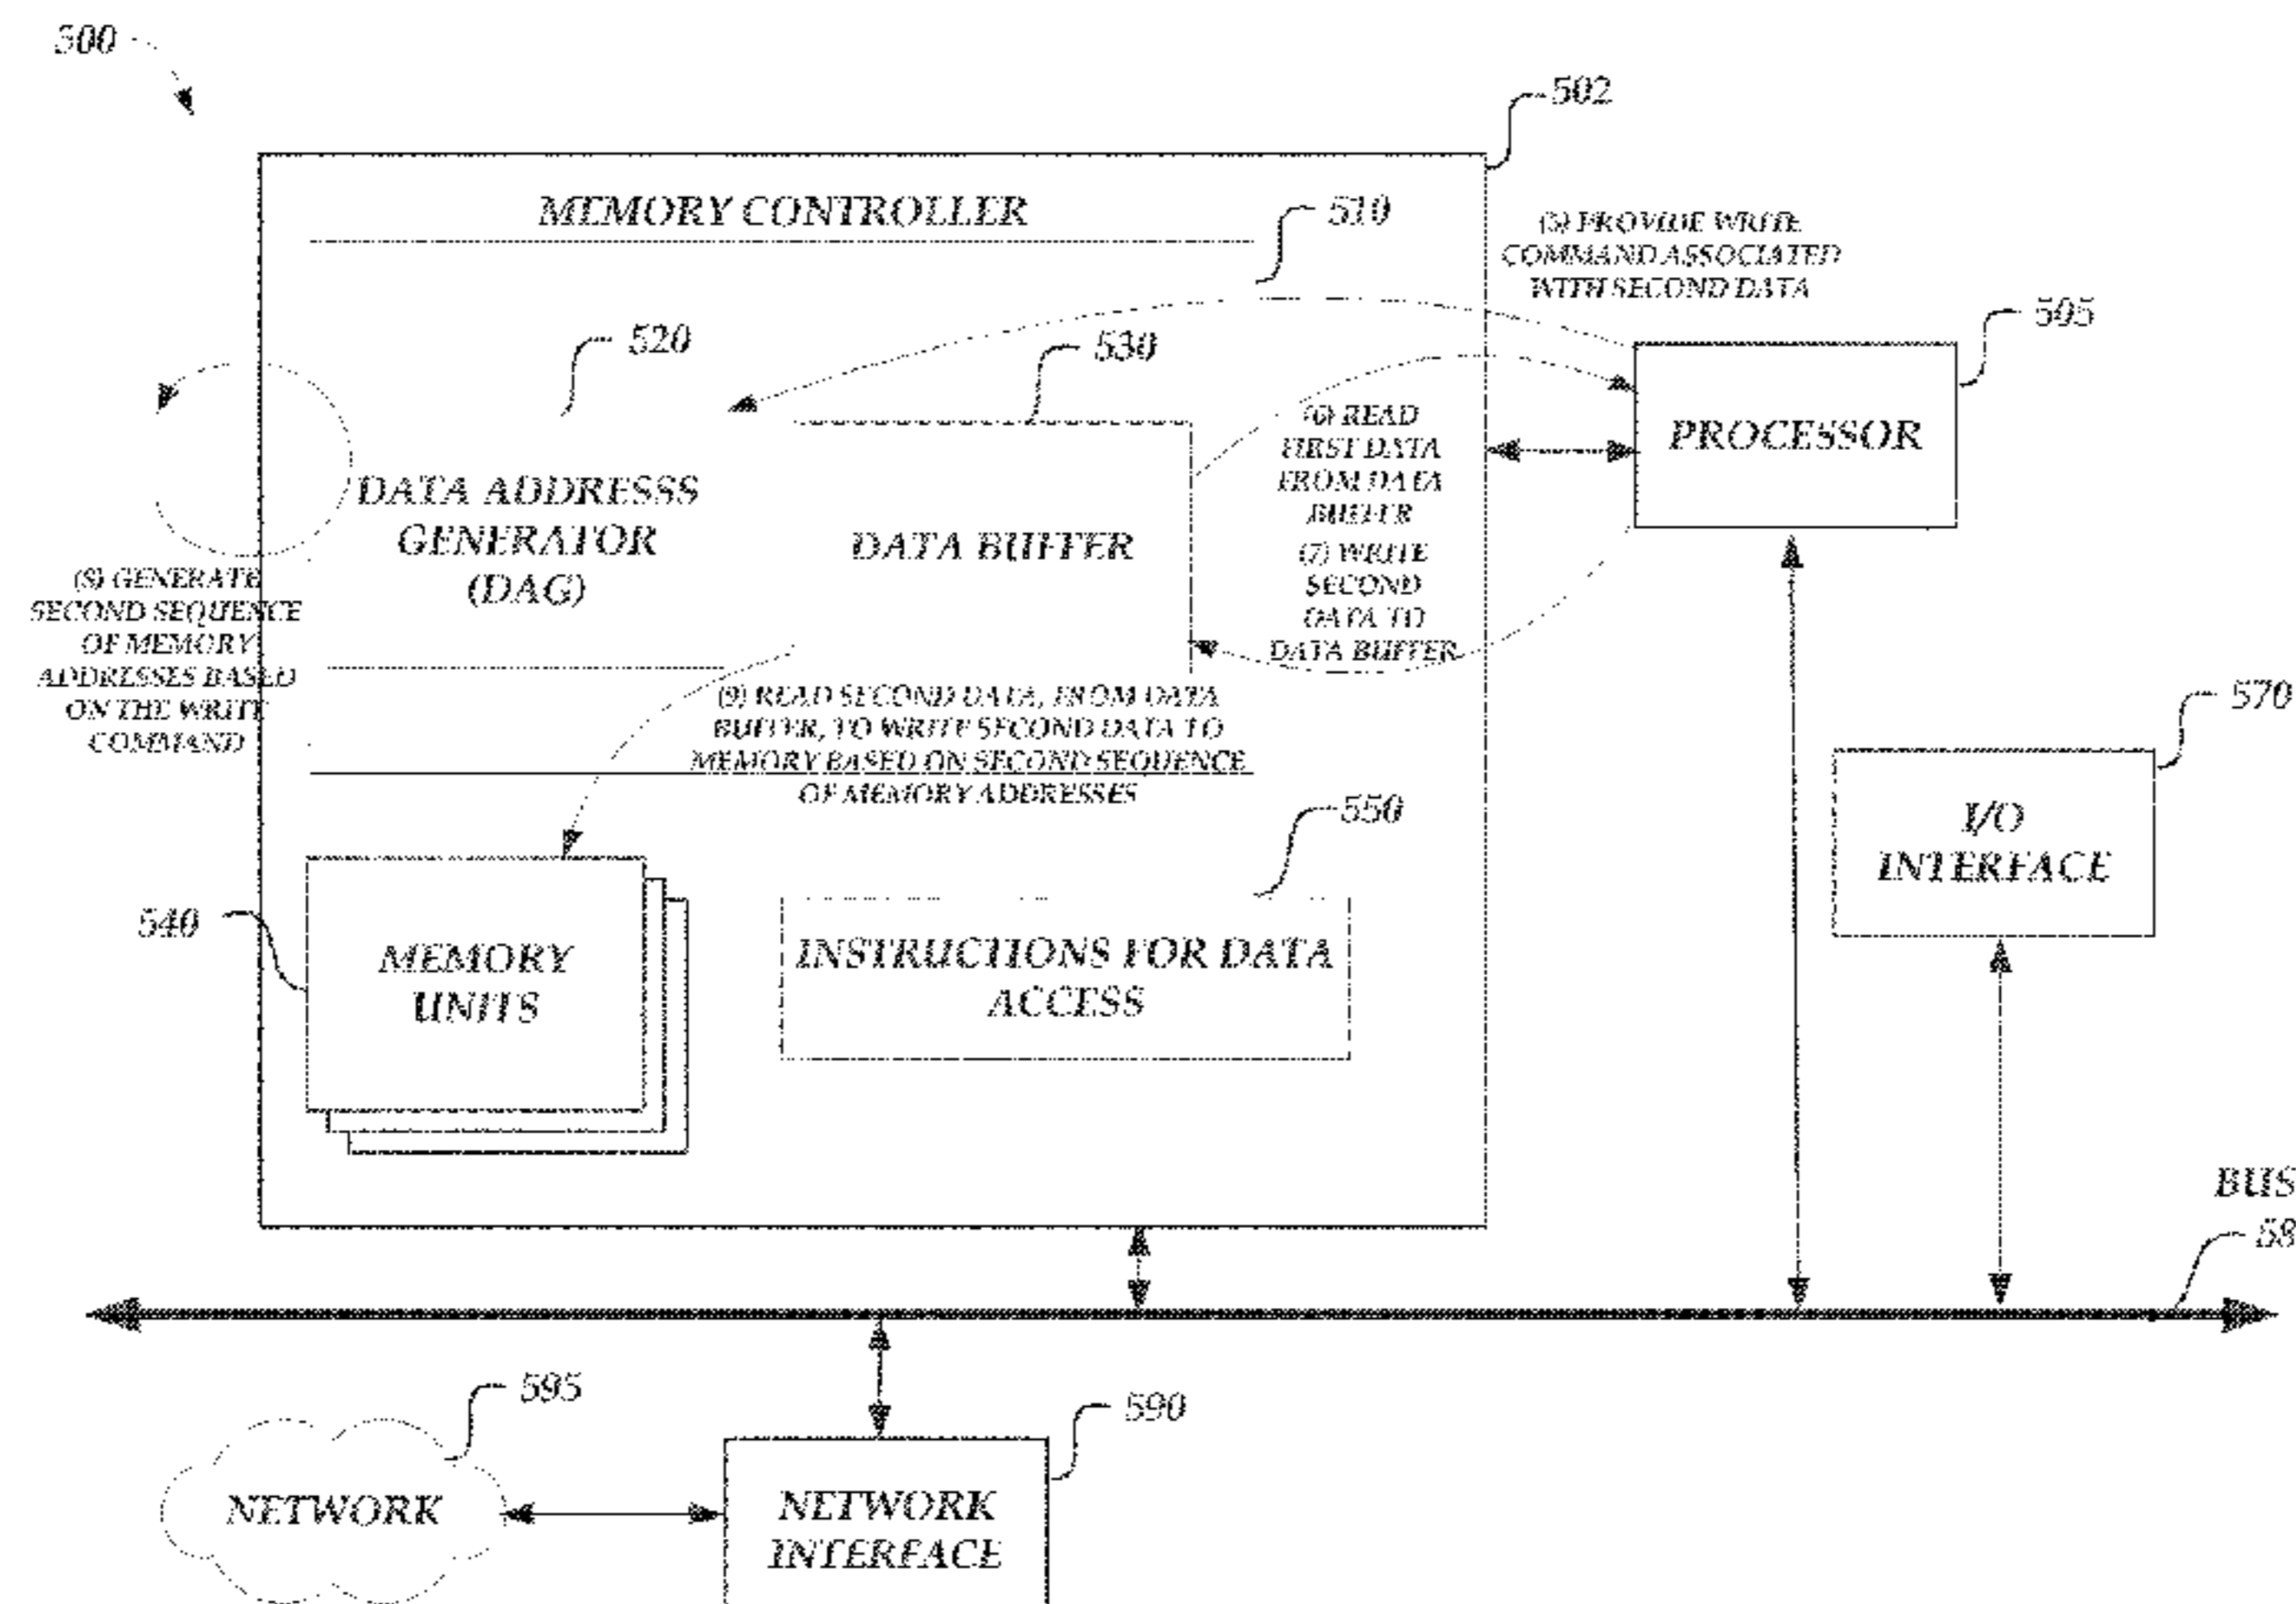 500
502
MEMORY CONTROLLER
510
(5) PROVIDE WRITE
COMMAND ASSOCIATED
WITH SECOND DATA
520
530
505
PROCESSOR
(6) READ
FIRST DATA
FROM DATA
BUFFER
(7) WRITE
SECOND
DATA TO
DATA BUFFER
DATA ADDRESSS
GENERATOR
(DAG)
DATA BUFFER
(8) GENERATE
SECOND SEQUENCE
OF MEMORY
ADDRESSES BASED
ON THE WRITE
COMMAND
(9) READ SECOND DATA, FROM DATA
BUFFER, TO WRITE SECOND DATA TO
MEMORY BASED ON SECOND SEQUENCE
OF MEMORY ADDRESSES
570
I/O
INTERFACE
550
540
MEMORY
UNITS
INSTRUCTIONS FOR DATA
ACCESS
BUS
58
595
590
NETWORK
NETWORK
INTERFACE